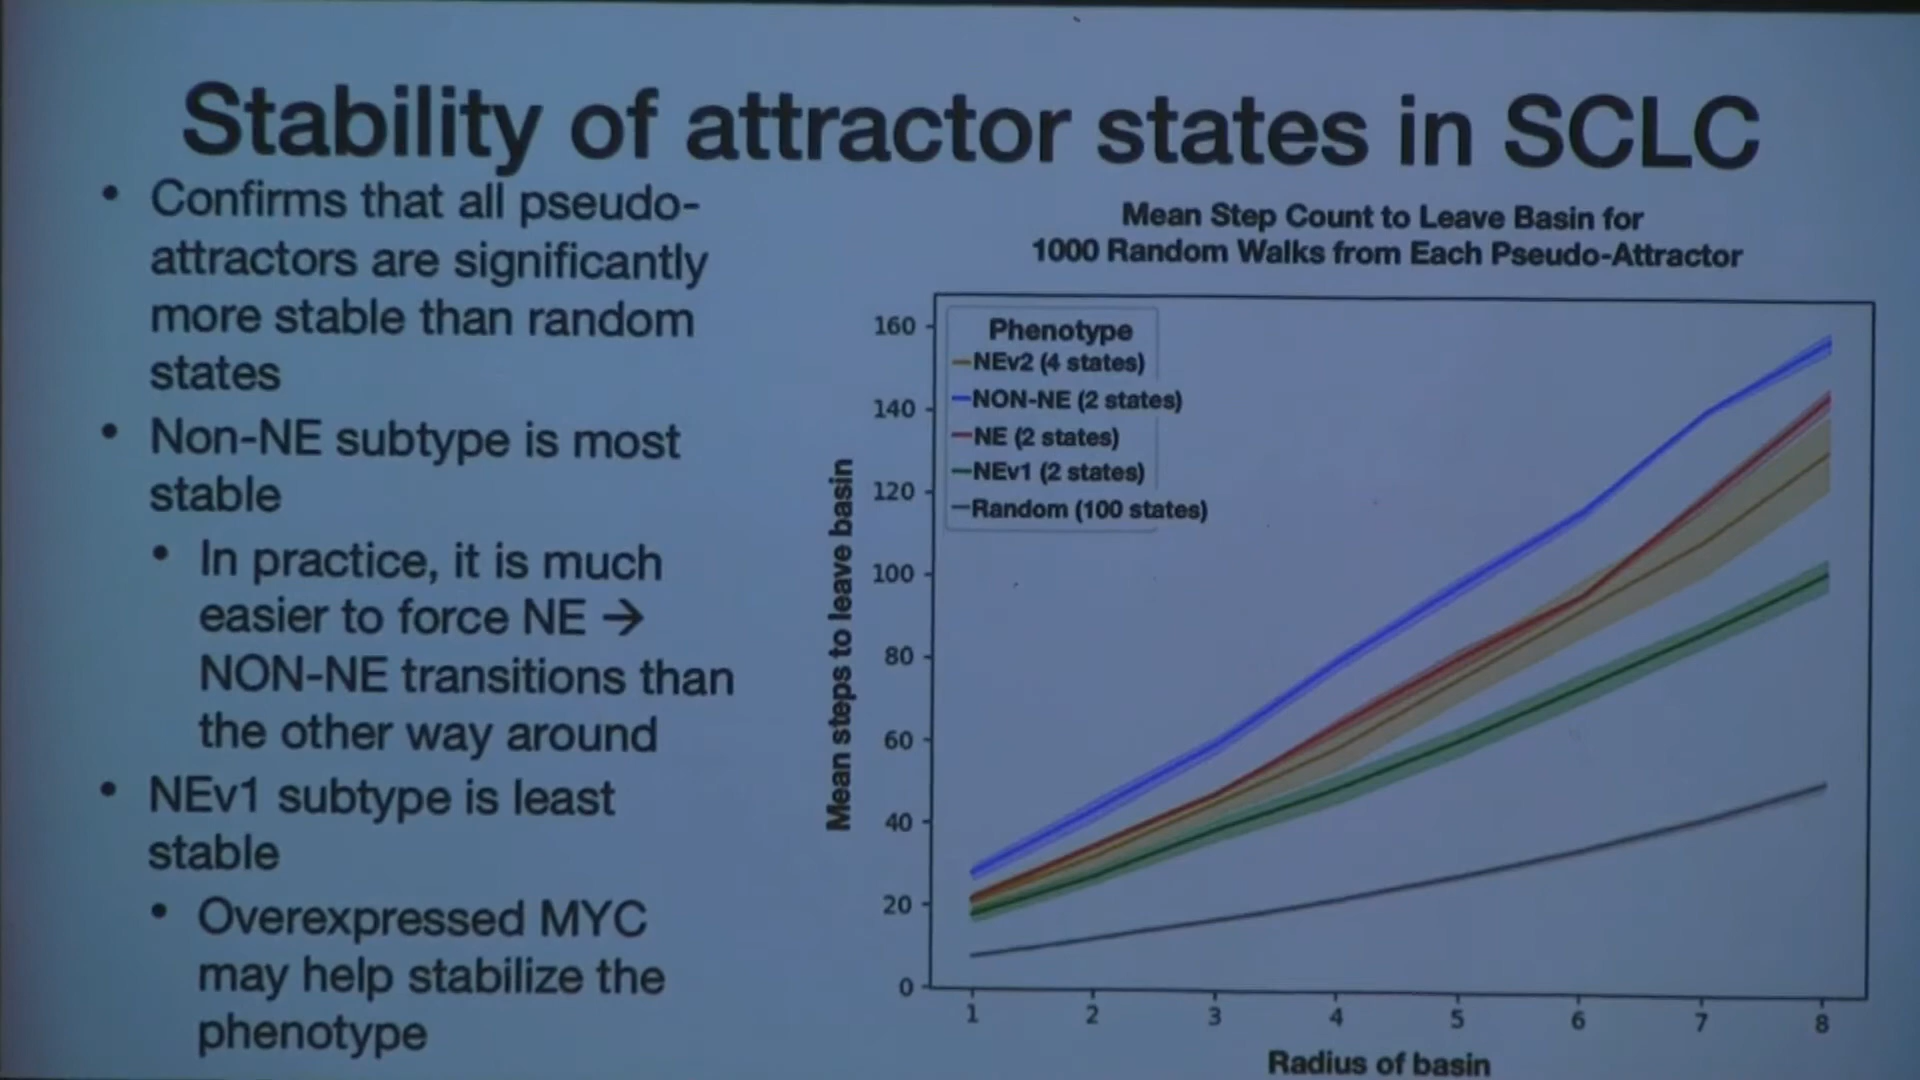 Stability of attractor states in SCLC
• Confirms that all pseudo-
attractors are significantly
more stable than random
states
• Non-NE subtype is most
stable
• In practice, it is much
easier to force NE →
NON-NE transitions than
the other way around
• NEv1 subtype is least
stable
• Overexpressed MYC
may help stabilize the
phenotype
Mean Step Count to Leave Basin for
1000 Random Walks from Each Pseudo-Attractor
Phenotype
NEv2 (4 states)
NON-NE (2 states)
NE (2 states)
NEv1 (2 states)
Random (100 states)
Mean steps to leave basin
160
140
120
100
80
60
40
20
0
1 2 3 4 5 6 7 8
Radius of basin